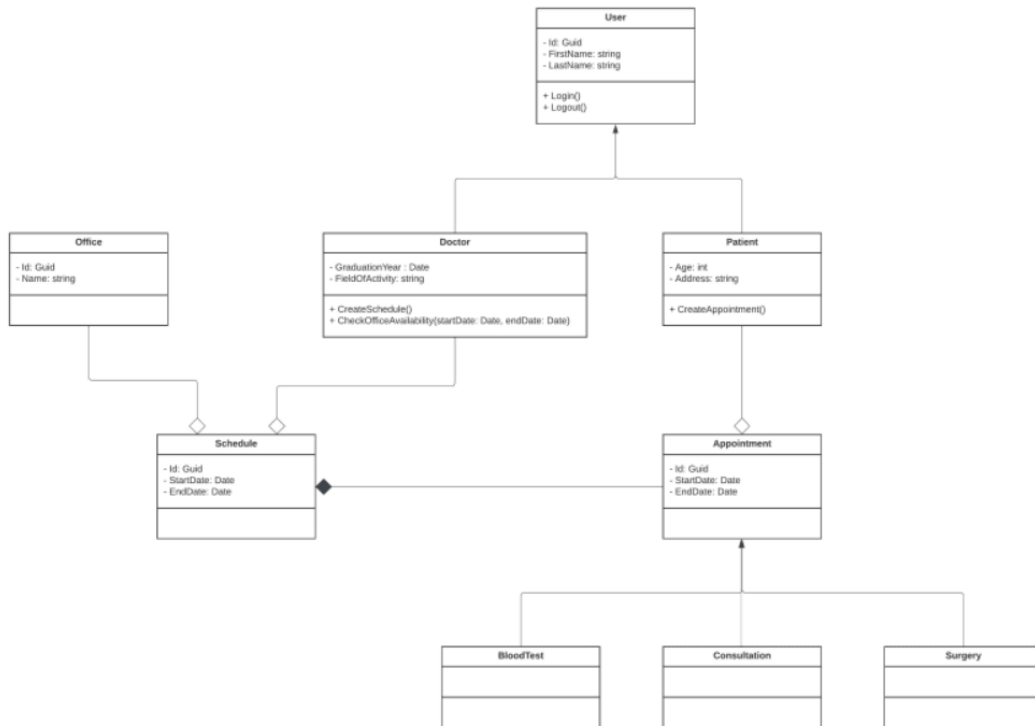 User
- Id: Guid
- FirstName: string
- LastName: string
+ Login()
+ Logout()
Office
- Id: Guid
- Name: string
Doctor
- GraduationYear : Date
- FieldOfActivity: string
+ CreateSchedule()
+ CheckOfficeAvailability(startDate: Date, endDate: Date)
Patient
- Age: int
- Address: string
+ CreateAppointment()
Schedule
- Id: Guid
- StartDate: Date
- EndDate: Date
Appointment
- Id: Guid
- StartDate: Date
- EndDate: Date
BloodTest
Consultation
Surgery